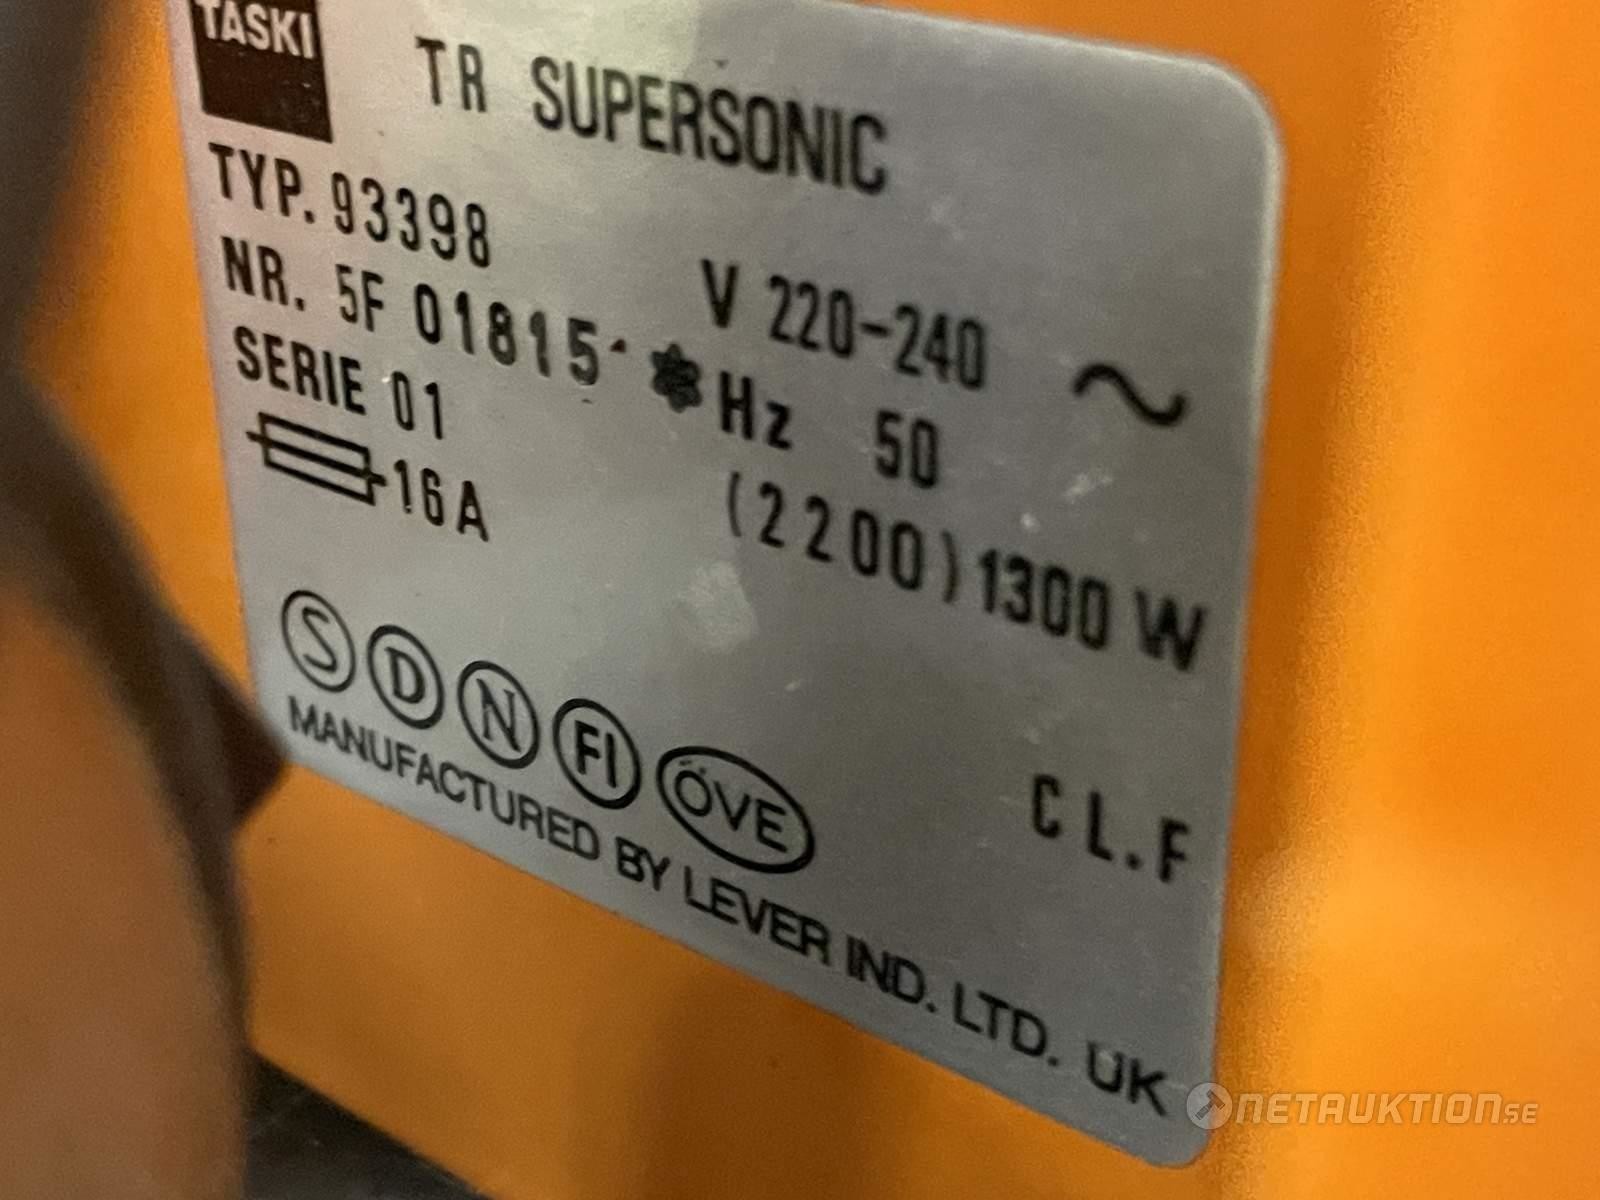 TASKI
TR SUPERSONIC
TYP. 93398
NR. 5F 01815 * V 220-240 ~
SERIE 01 Hz 50
16A (2200) 1300 W
S D N FI ÖVE
CL.F
MANUFACTURED BY LEVER IND. LTD. UK
NETAUKTION.SE